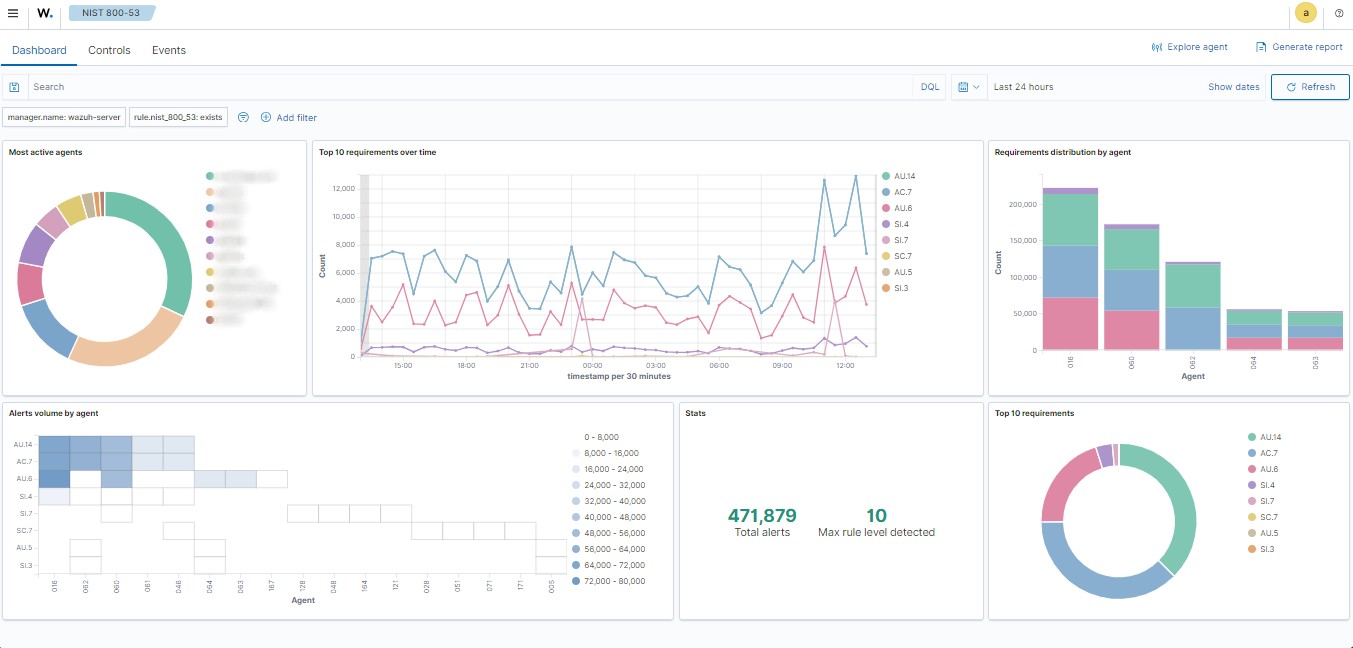 W. NIST 800-53 a
Dashboard Controls Events Explore agent Generate report
Search DQL Last 24 hours Show dates Refresh
manager.name: wazuh-server rule.nist_800_53: exists Add filter
Most active agents
Top 10 requirements over time
Count
12,000
10,000
8,000
6,000
4,000
2,000
0
15:00 18:00 21:00 00:00 03:00 06:00 09:00 12:00
timestamp per 30 minutes
AU.14
AC.7
AU.6
SI.4
SI.7
SC.7
AU.5
SI.3
Requirements distribution by agent
Count
200,000
150,000
100,000
50,000
0
016 060 062 064 063
Agent
Alerts volume by agent
AU.14
AC.7
AU.6
SI.4
SI.7
SC.7
AU.5
SI.3
016 062 060 061 046 064 063 167 128 048 164 121 028 051 071 171 005
Agent
0 - 8,000
8,000 - 16,000
16,000 - 24,000
24,000 - 32,000
32,000 - 40,000
40,000 - 48,000
48,000 - 56,000
56,000 - 64,000
64,000 - 72,000
72,000 - 80,000
Stats
471,879
Total alerts
10
Max rule level detected
Top 10 requirements
AU.14
AC.7
AU.6
SI.4
SI.7
SC.7
AU.5
SI.3